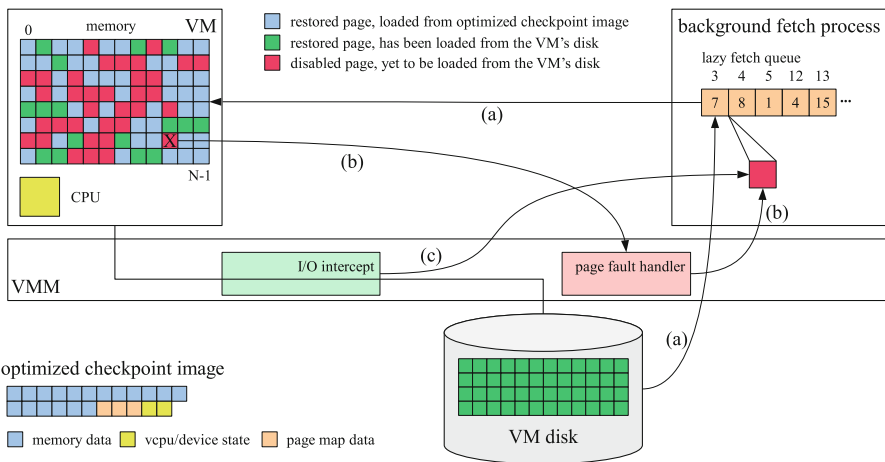 0
memory
VM
X
N-1
CPU
restored page, loaded from optimized checkpoint image
restored page, has been loaded from the VM's disk
disabled page, yet to be loaded from the VM's disk
background fetch process
lazy fetch queue
3 4 5 12 13
7 8 1 4 15 ...
(a)
(b)
(b)
(c)
I/O intercept
page fault handler
VMM
(a)
VM disk
optimized checkpoint image
memory data
vcpu/device state
page map data